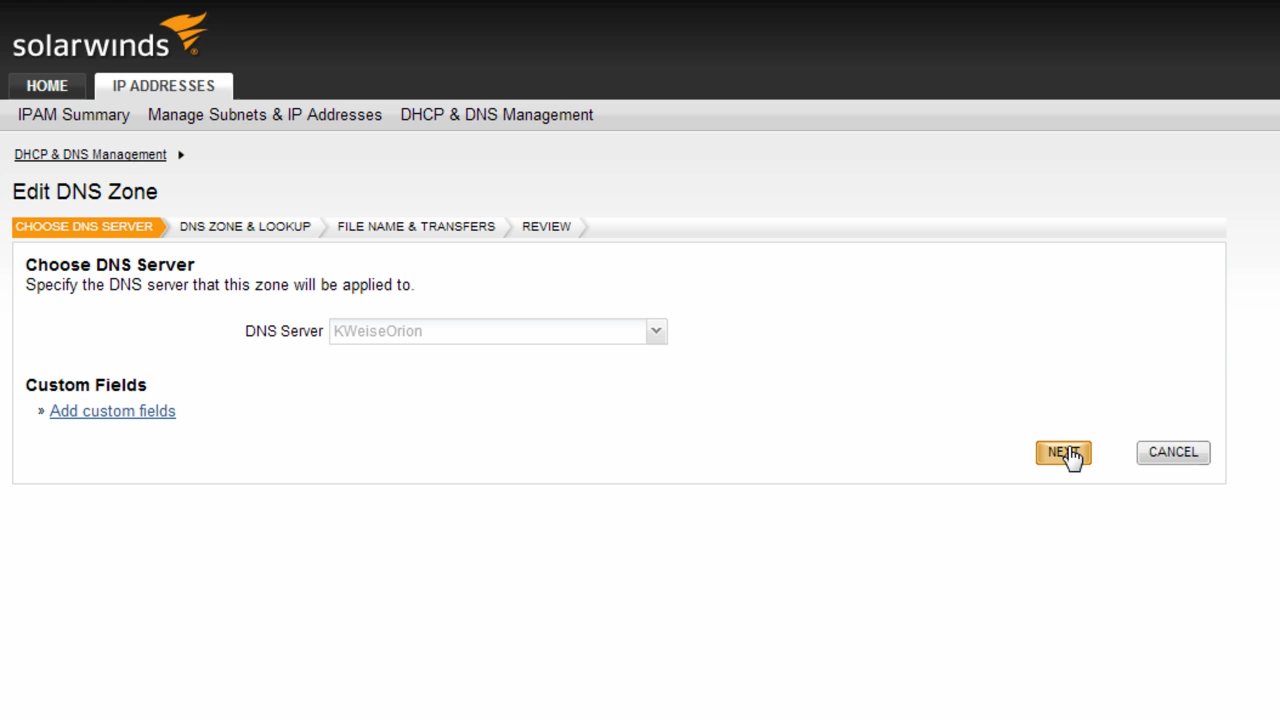 solarwinds
HOME IP ADDRESSES
IPAM Summary Manage Subnets & IP Addresses DHCP & DNS Management
DHCP & DNS Management
Edit DNS Zone
CHOOSE DNS SERVER DNS ZONE & LOOKUP FILE NAME & TRANSFERS REVIEW
Choose DNS Server
Specify the DNS server that this zone will be applied to.
DNS Server KWeiseOrion
Custom Fields
» Add custom fields
NEXT CANCEL